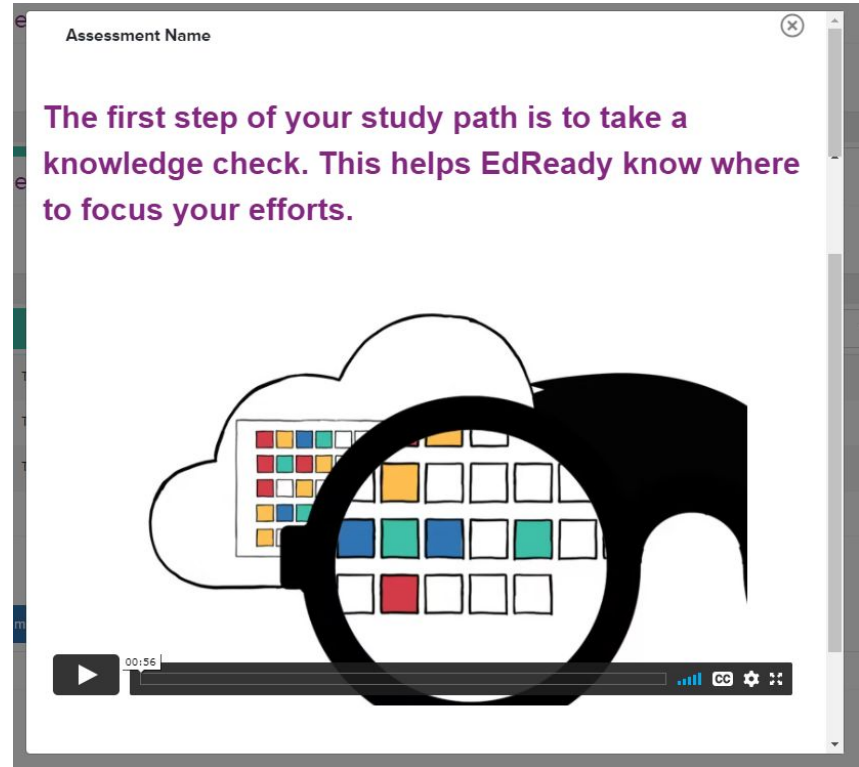 Assessment Name
The first step of your study path is to take a
knowledge check. This helps EdReady know where
to focus your efforts.
00:56
CC